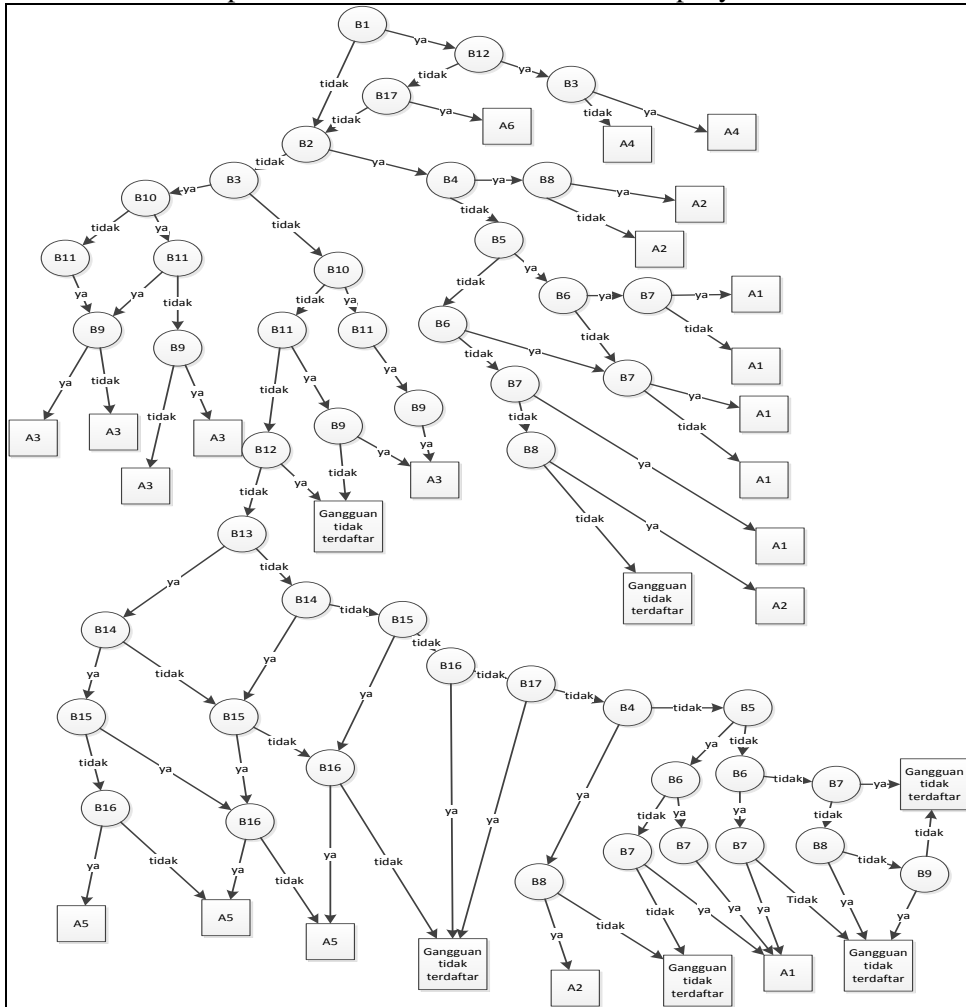 B1
ya
B12
ya
tidak
tidak
B17
B3
ya
tidak
ya
tidak
A6
A4
A4
B2
tidak
ya
B3
B4
ya
B8
ya
A2
ya
B10
tidak
tidak
A2
tidak
ya
B5
tidak
B11
B11
B10
tidak
ya
ya
ya
tidak
tidak
ya
B6
ya
B7
ya
A1
tidak
tidak
A1
B9
B9
B11
B11
B6
ya
tidak
B7
ya
A1
tidak
A1
ya
tidak
tidak
ya
tidak
ya
ya
B7
A3
A3
A3
A3
B9
B9
tidak
B8
ya
B12
tidak
ya
ya
A3
tidak
ya
Gangguan
tidak
terdaftar
tidak
ya
A1
B13
ya
tidak
Gangguan
tidak
terdaftar
A2
B14
B14
tidak
B15
ya
tidak
ya
tidak
B16
tidak
B17
tidak
B4
tidak
B5
B15
B15
tidak
ya
ya
tidak
tidak
ya
ya
B16
B6
B6
tidak
B7
ya
Gangguan
tidak
terdaftar
B16
B16
ya
ya
ya
tidak
ya
ya
tidak
tidak
B7
B7
B7
B8
tidak
B9
ya
tidak
ya
tidak
ya
tidak
B8
tidak
ya
ya
ya
Tidak
ya
ya
A5
A5
A5
Gangguan
tidak
terdaftar
ya
tidak
A2
Gangguan
tidak
terdaftar
A1
Gangguan
tidak
terdaftar